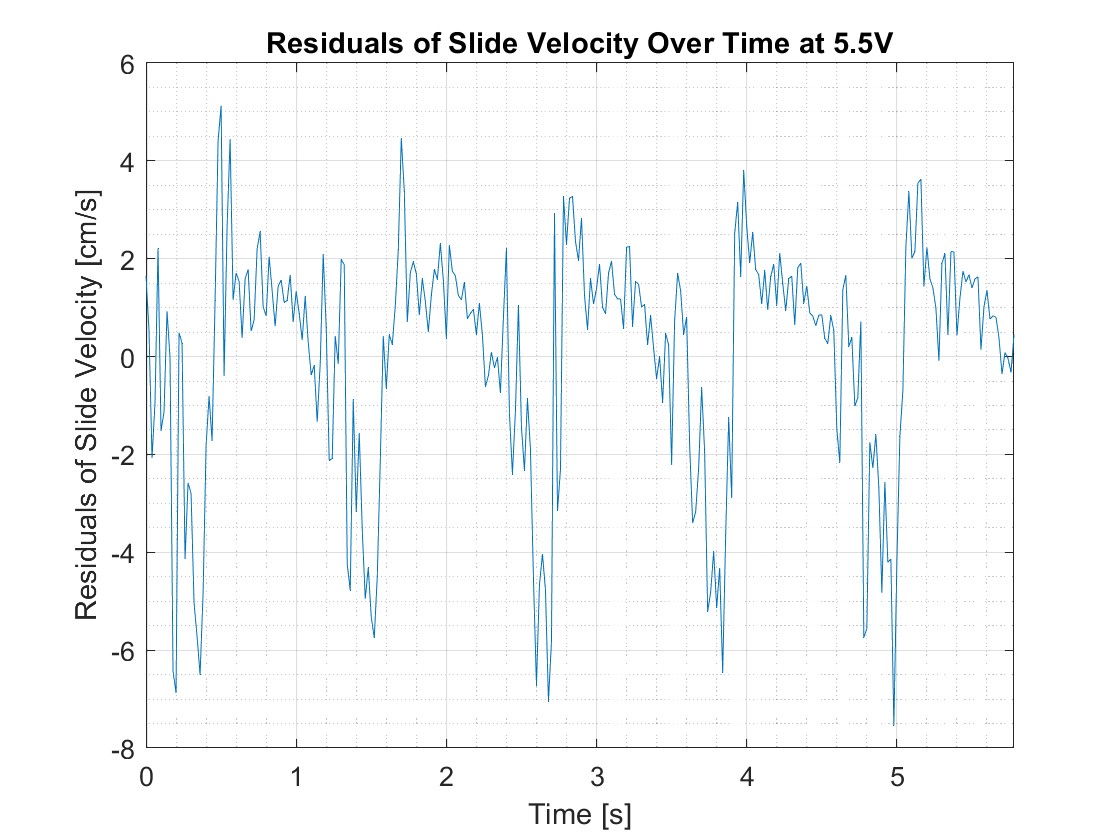 Residuals of Slide Velocity Over Time at 5.5V
6
4
2
0
-2
-4
-6
-8
Residuals of Slide Velocity [cm/s]
0 1 2 3 4 5
Time [s]